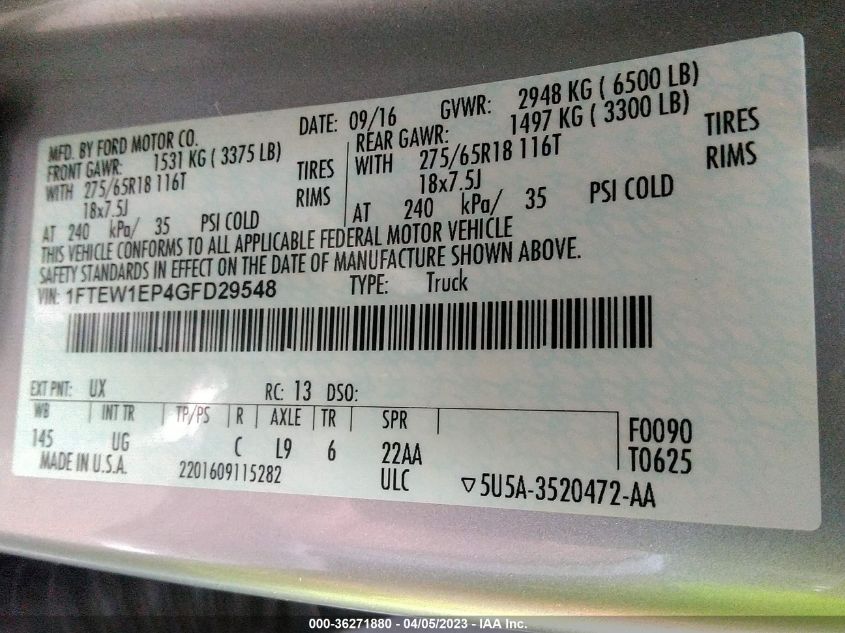 MFD. BY FORD MOTOR CO.
DATE: 09/16 GVWR: 2948 KG ( 6500 LB)
FRONT GAWR: 1531 KG ( 3375 LB) REAR GAWR: 1497 KG ( 3300 LB)
WITH 275/65R18 116T TIRES WITH 275/65R18 116T TIRES
18x7.5J RIMS 18x7.5J RIMS
AT 240 kPa/ 35 PSI COLD AT 240 kPa/ 35 PSI COLD
THIS VEHICLE CONFORMS TO ALL APPLICABLE FEDERAL MOTOR VEHICLE
SAFETY STANDARDS IN EFFECT ON THE DATE OF MANUFACTURE SHOWN ABOVE.
VIN: 1FTEW1EP4GFD29548 TYPE: Truck
EXT PNT: UX RC: 13 DSO:
WB INT TR TP/PS R AXLE TR SPR F0090
145 UG C L9 6 22AA T0625
MADE IN U.S.A. 2201609115282 ULC ▽5U5A-3520472-AA
000-36271880 - 04/05/2023 - IAA Inc.